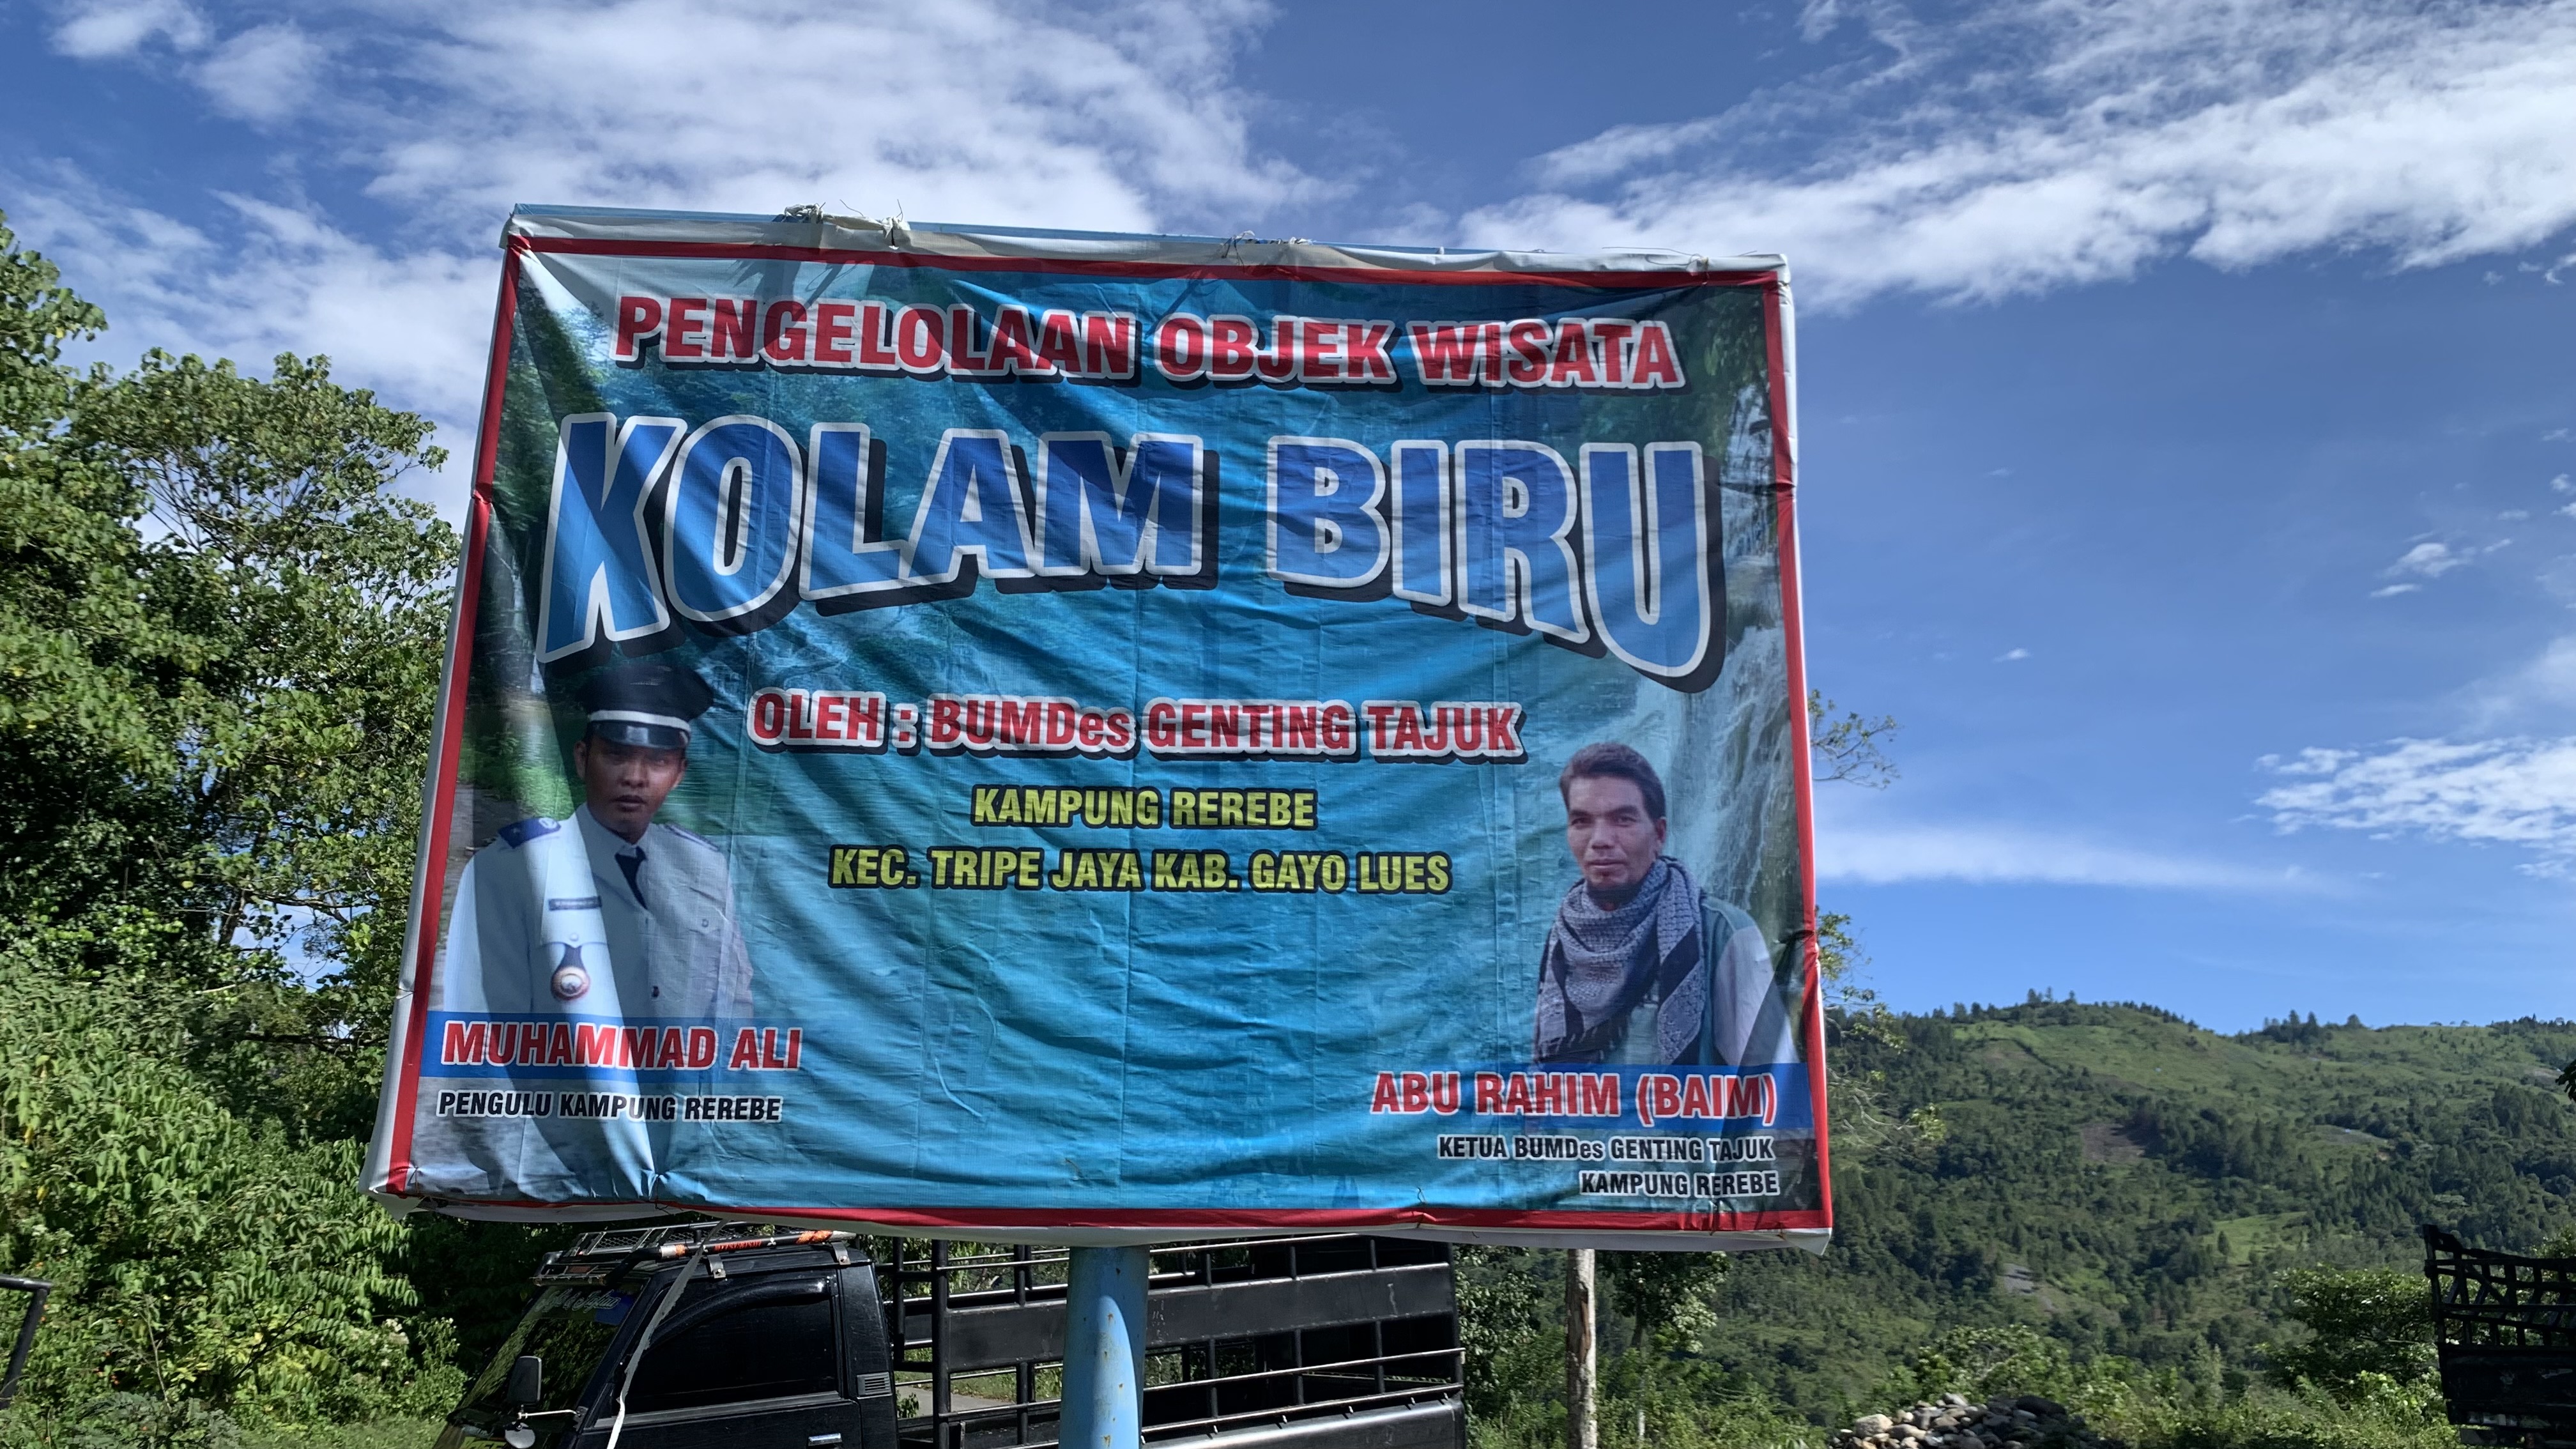 PENGELOLAAN OBJEK WISATA
KOLAM BIRU
OLEH : BUMDes GENTING TAJUK
KAMPUNG REREBE
KEC. TRIPE JAYA KAB. GAYO LUES
MUHAMMAD ALI
PENGULU KAMPUNG REREBE
ABU RAHIM (BAIM)
KETUA BUMDes GENTING TAJUK
KAMPUNG REREBE